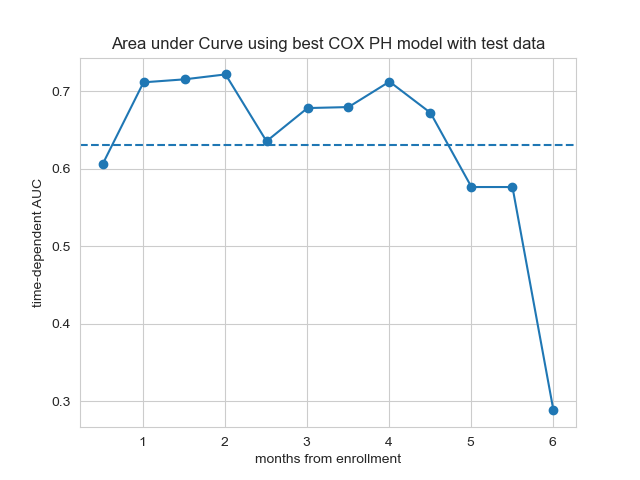 Area under Curve using best COX PH model with test data
0.7
0.6
0.5
0.4
0.3
time-dependent AUC
1 2 3 4 5 6
months from enrollment